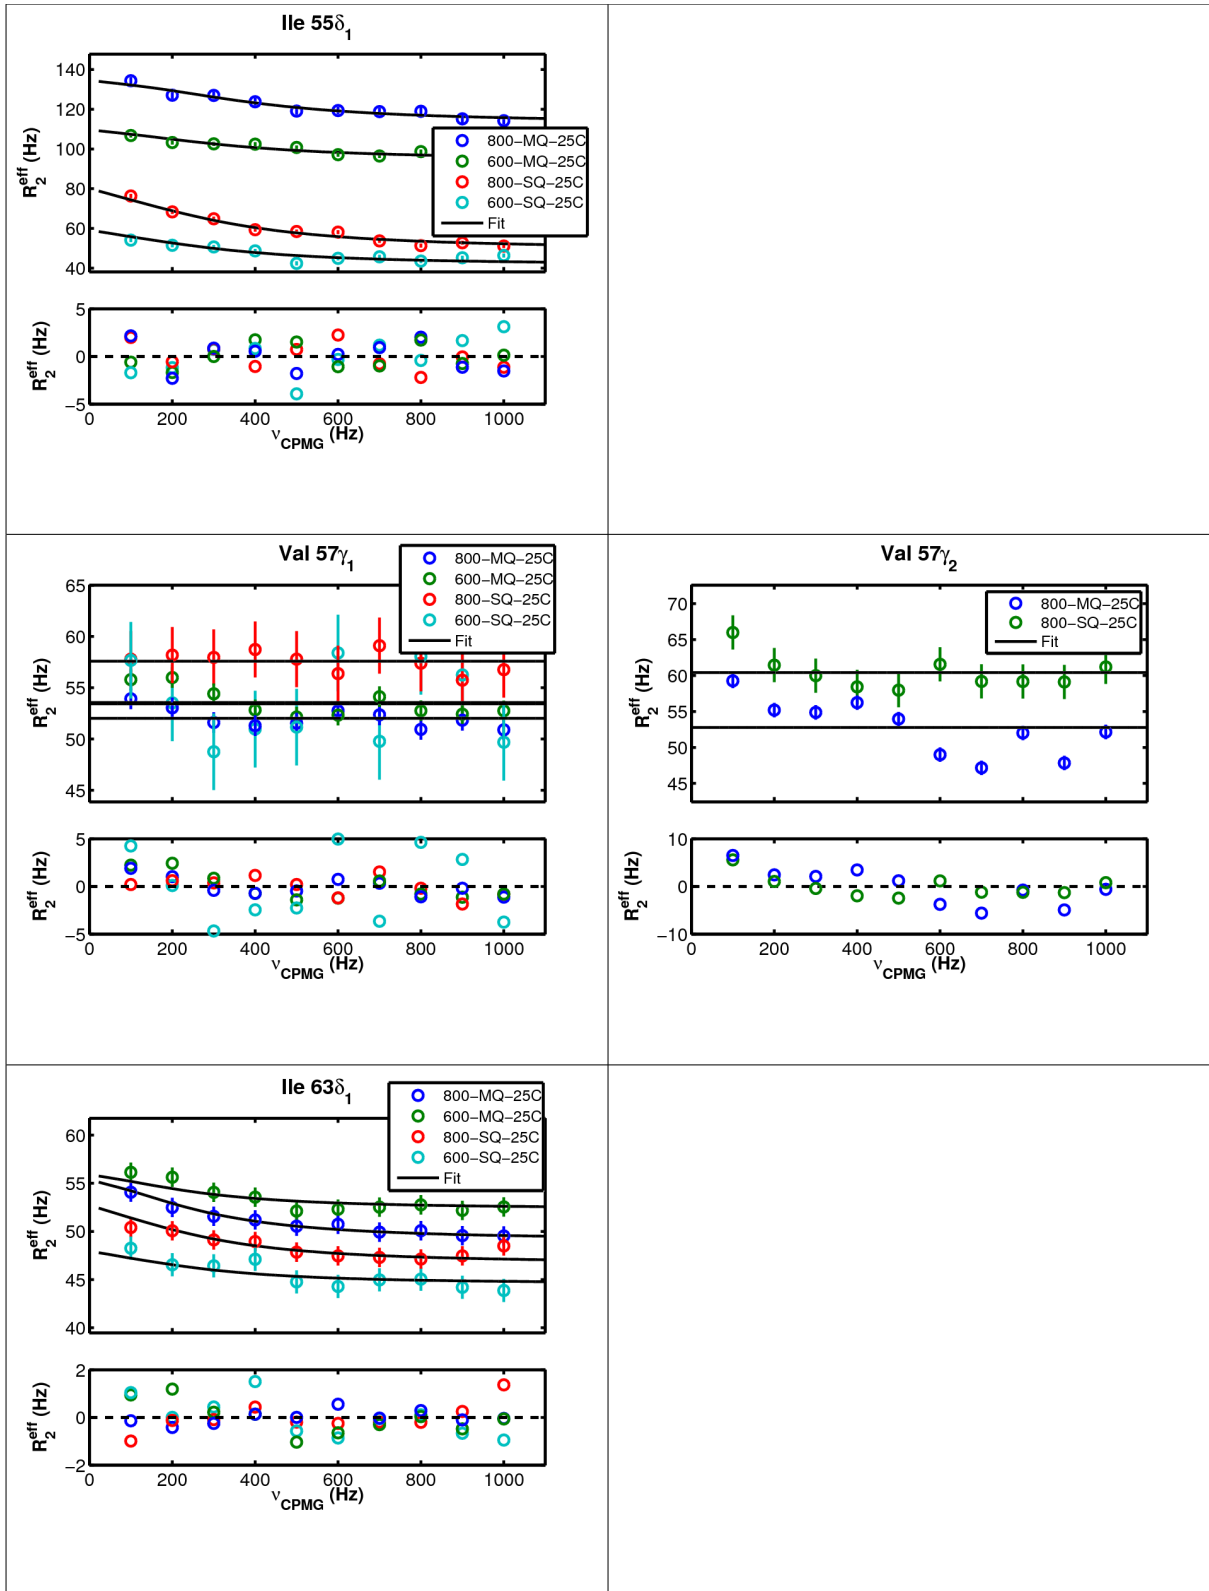 Ile 55δ1
140
120
100
80
60
40
R2eff (Hz)
800−MQ−25C
600−MQ−25C
800−SQ−25C
600−SQ−25C
Fit
5
0
−5
R2eff (Hz)
0 200 400 600 800 1000
νCPMG (Hz)
Val 57γ1
65
60
55
50
45
R2eff (Hz)
800−MQ−25C
600−MQ−25C
800−SQ−25C
600−SQ−25C
Fit
5
0
−5
R2eff (Hz)
0 200 400 600 800 1000
νCPMG (Hz)
Val 57γ2
70
65
60
55
50
45
R2eff (Hz)
800−MQ−25C
800−SQ−25C
Fit
10
0
−10
R2eff (Hz)
0 200 400 600 800 1000
νCPMG (Hz)
Ile 63δ1
60
55
50
45
40
R2eff (Hz)
800−MQ−25C
600−MQ−25C
800−SQ−25C
600−SQ−25C
Fit
2
0
−2
R2eff (Hz)
0 200 400 600 800 1000
νCPMG (Hz)